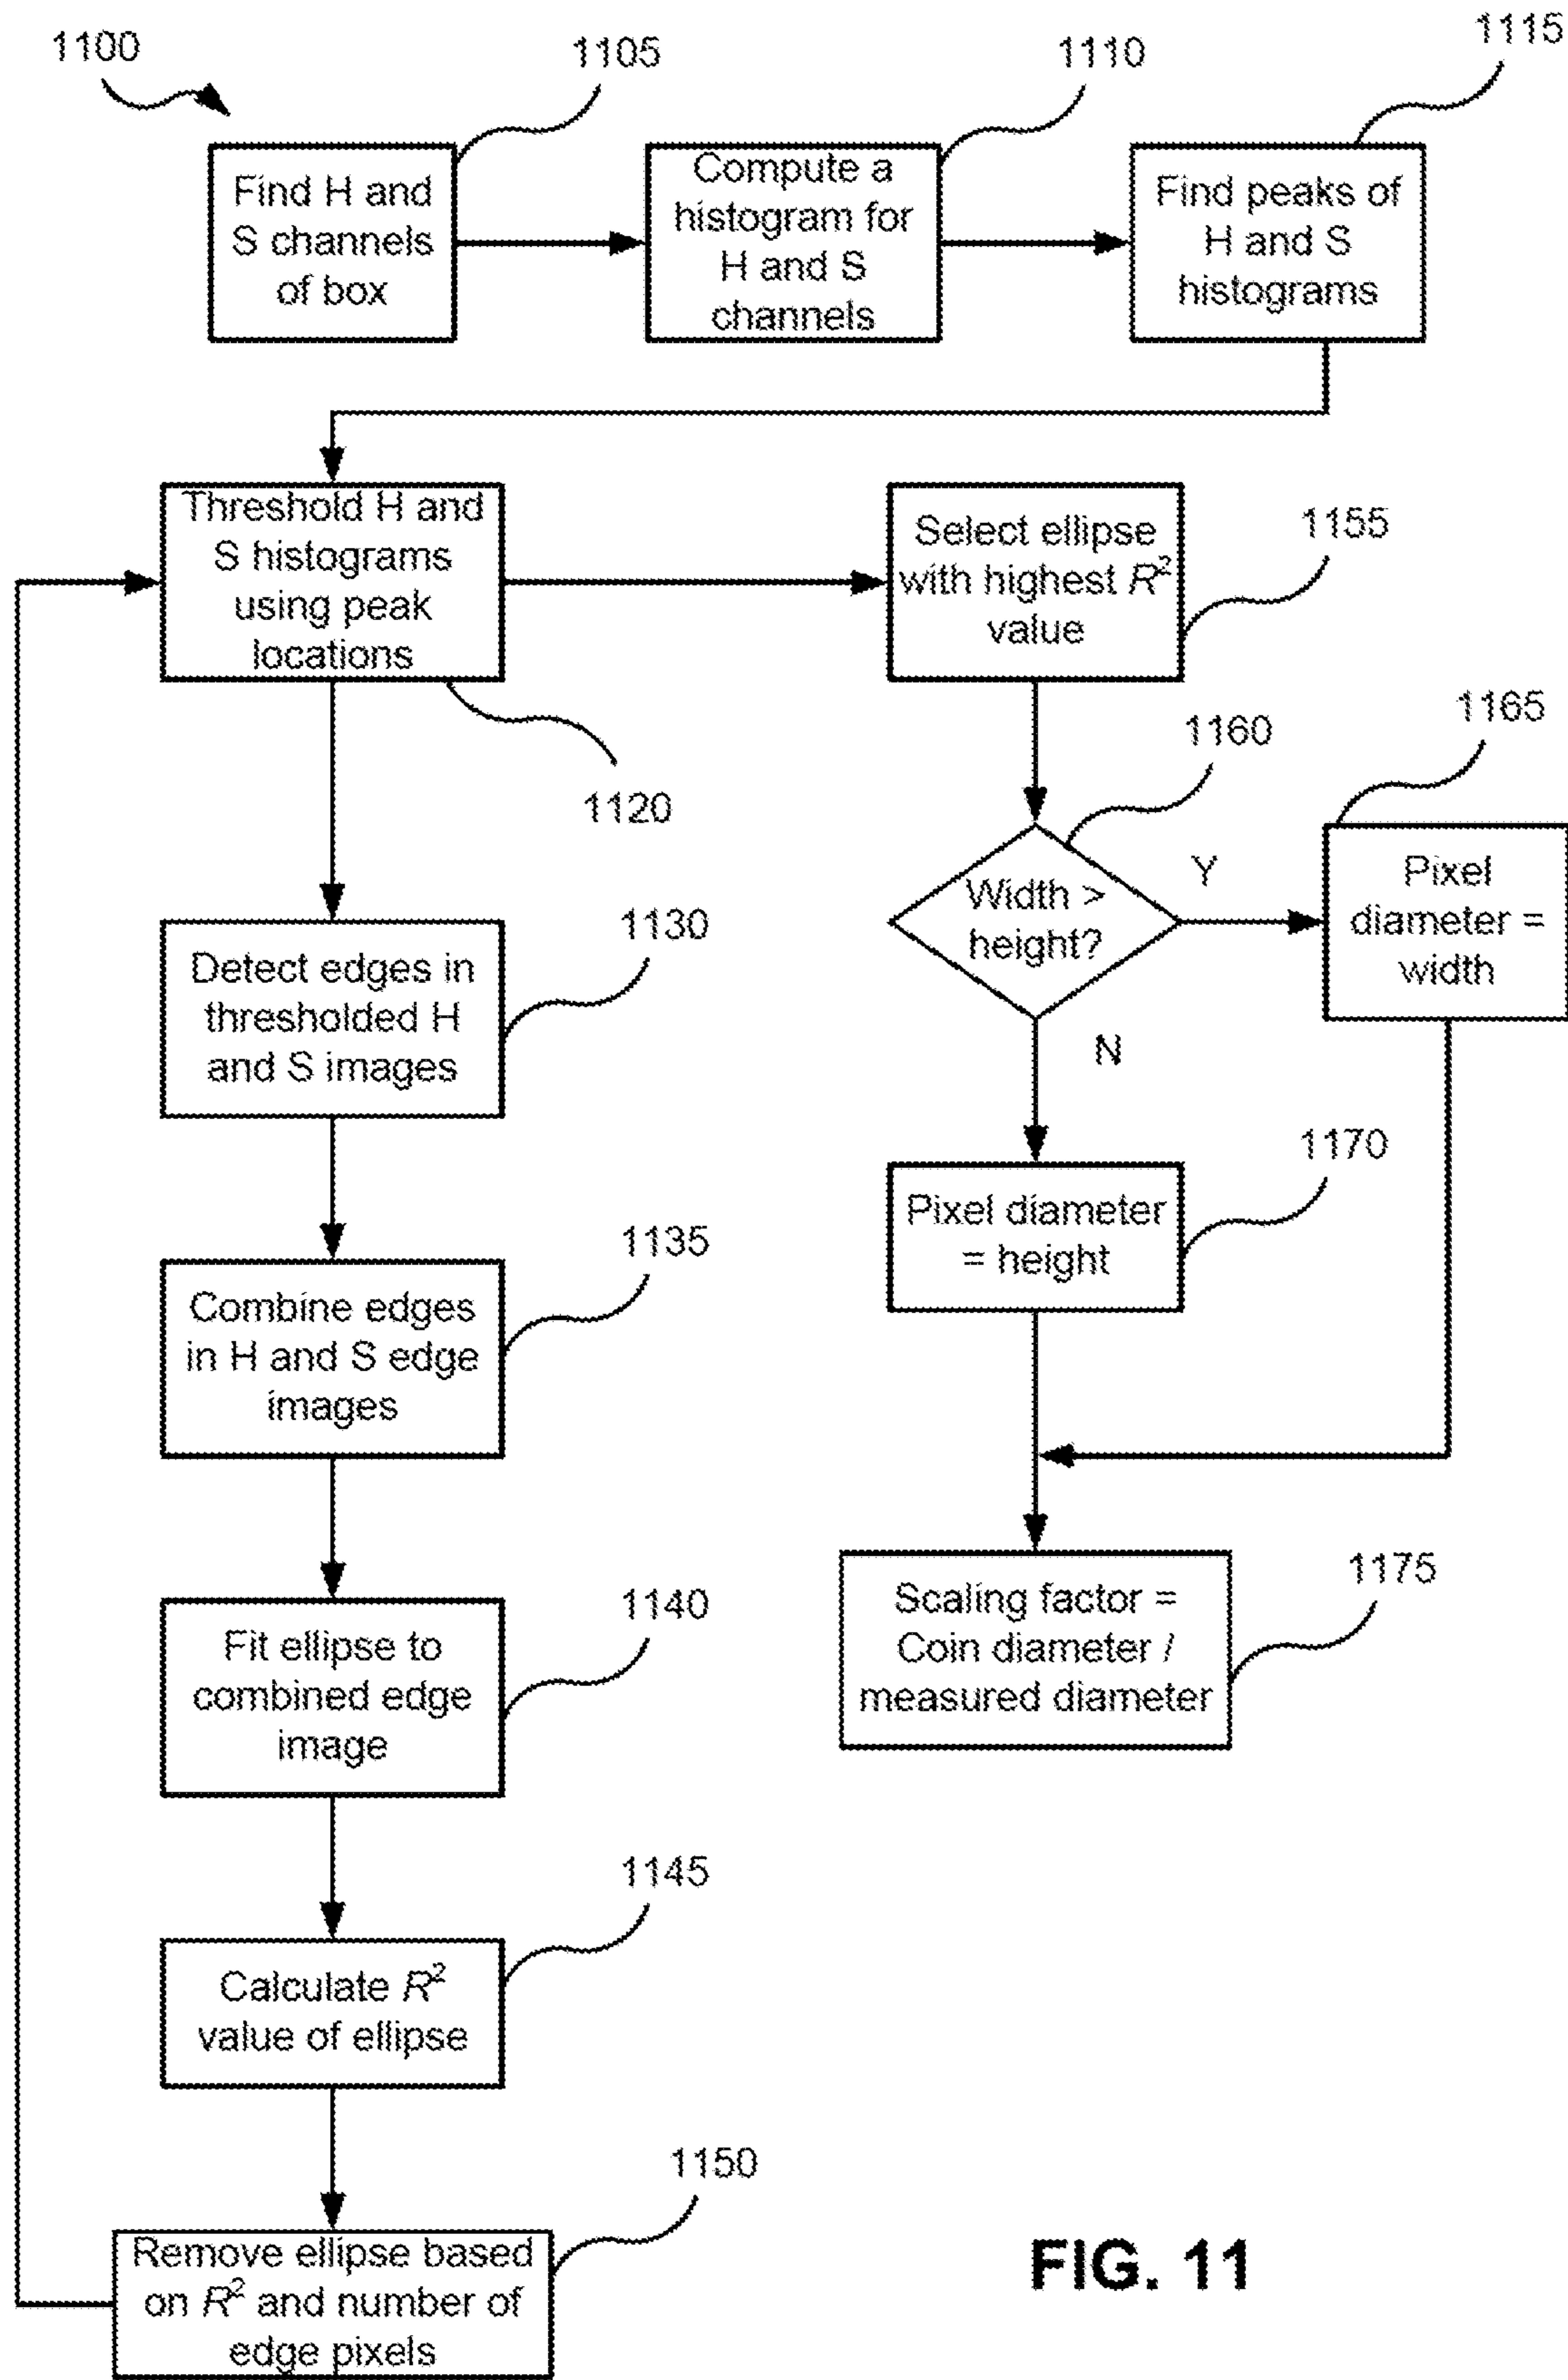 1100
1105
1110
1115
Find H and
S channels
of box
Compute a
histogram for
H and S
channels
Find peaks of
H and S
histograms
Threshold H and
S histograms
using peak
locations
1120
Select ellipse
with highest R²
value
1155
1160
1165
Width >
height?
Y
N
Pixel
diameter =
width
Detect edges in
thresholded H
and S images
1130
Pixel diameter
= height
1170
Combine edges
in H and S edge
images
1135
Scaling factor =
Coin diameter /
measured diameter
1175
Fit ellipse to
combined edge
image
1140
Calculate R²
value of ellipse
1145
Remove ellipse based
on R² and number of
edge pixels
1150
FIG. 11